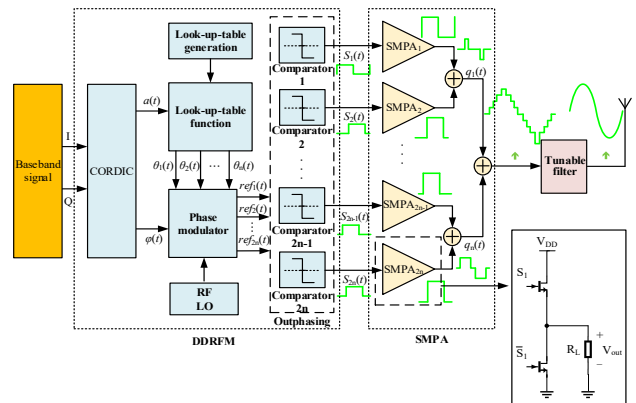 Baseband
signal
I
Q
CORDIC
a(t)
φ(t)
Look-up-table
generation
Look-up-table
function
θ1(t) θ2(t) ... θn(t)
Phase
modulator
RF
LO
ref1(t)
ref2(t)
ref2n(t)
Comparator
1
Comparator
2
Comparator
2n-1
Comparator
2n
Outphasing
DDRFM
S1(t)
S2(t)
S2n-1(t)
S2n(t)
SMPA1
SMPA2
SMPA2n-1
SMPA2n
SMPA
q1(t)
qn(t)
Tunable
filter
VDD
S1
S̅1
RL
+
Vout
−